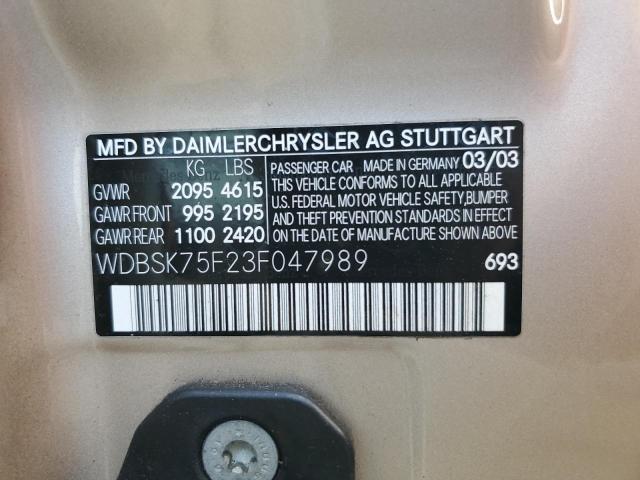 MFD BY DAIMLERCHRYSLER AG STUTTGART
KG LBS
GVWR 2095 4615
GAWR FRONT 995 2195
GAWR REAR 1100 2420
PASSENGER CAR MADE IN GERMANY 03/03
THIS VEHICLE CONFORMS TO ALL APPLICABLE
U.S. FEDERAL MOTOR VEHICLE SAFETY,BUMPER
AND THEFT PREVENTION STANDARDS IN EFFECT
ON THE DATE OF MANUFACTURE SHOWN ABOVE
WDBSK75F23F047989
693